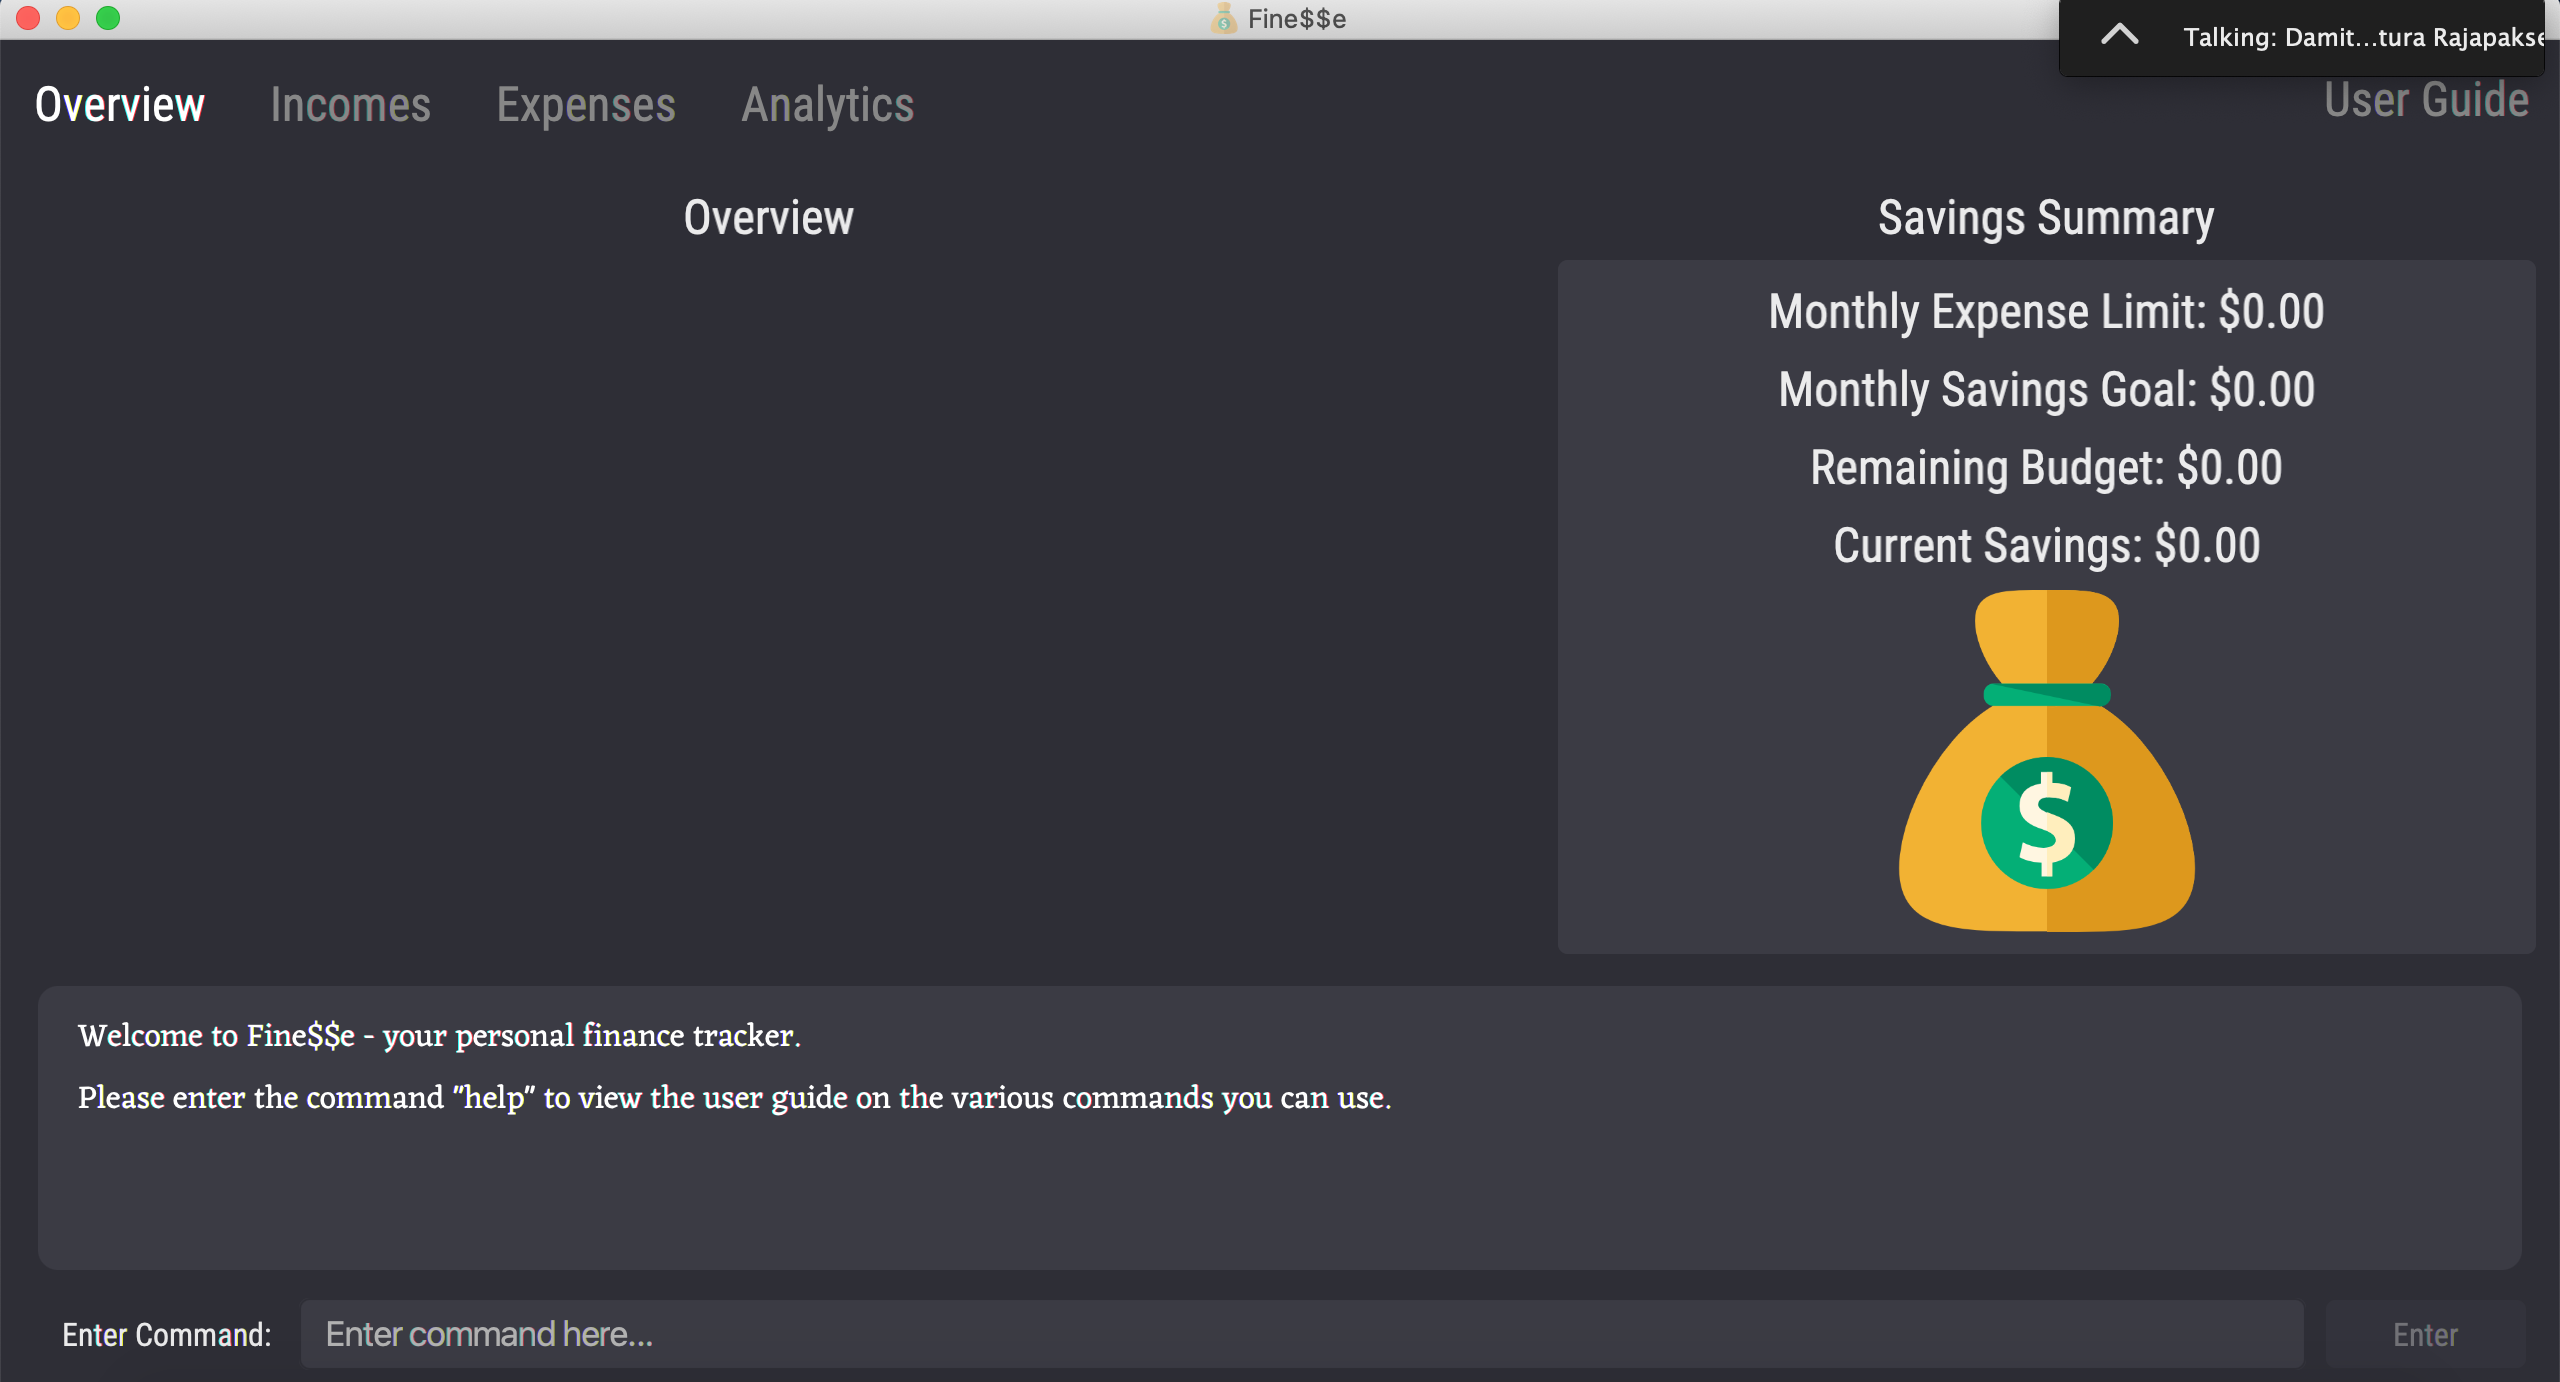 Fine$$e
Talking: Damit...tura Rajapakse
Overview Incomes Expenses Analytics User Guide
Overview
Savings Summary
Monthly Expense Limit: $0.00
Monthly Savings Goal: $0.00
Remaining Budget: $0.00
Current Savings: $0.00
$
Welcome to Fine$$e - your personal finance tracker.
Please enter the command "help" to view the user guide on the various commands you can use.
Enter Command: Enter command here... Enter